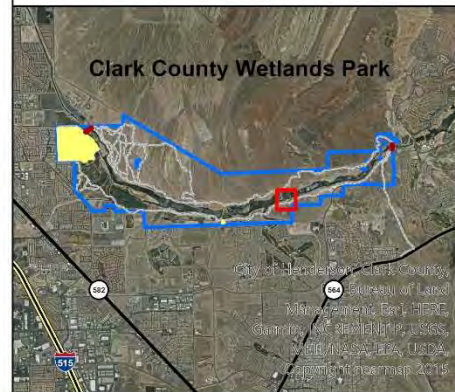 Clark County Wetlands Park
City of Henderson, Clark County,
Bureau of Land
Management, Esri, HERE,
Garmin, INCREMENT P, USGS,
METI/NASA, EPA, USDA,
Copyright nearmap 2015
582
564
515